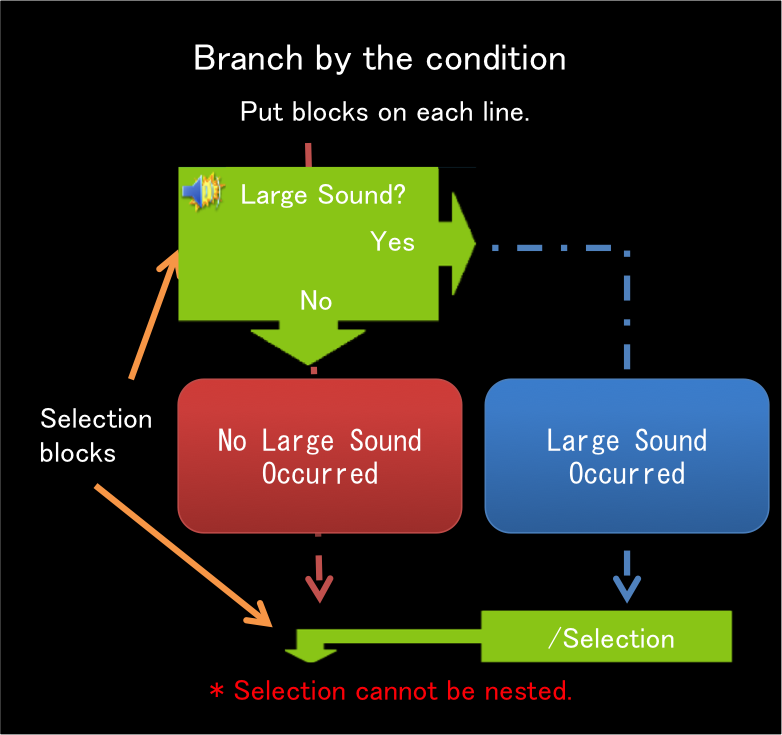 Branch by the condition
Put blocks on each line.
Large Sound?
Yes
No
Selection
blocks
No Large Sound
Occurred
Large Sound
Occurred
/Selection
* Selection cannot be nested.